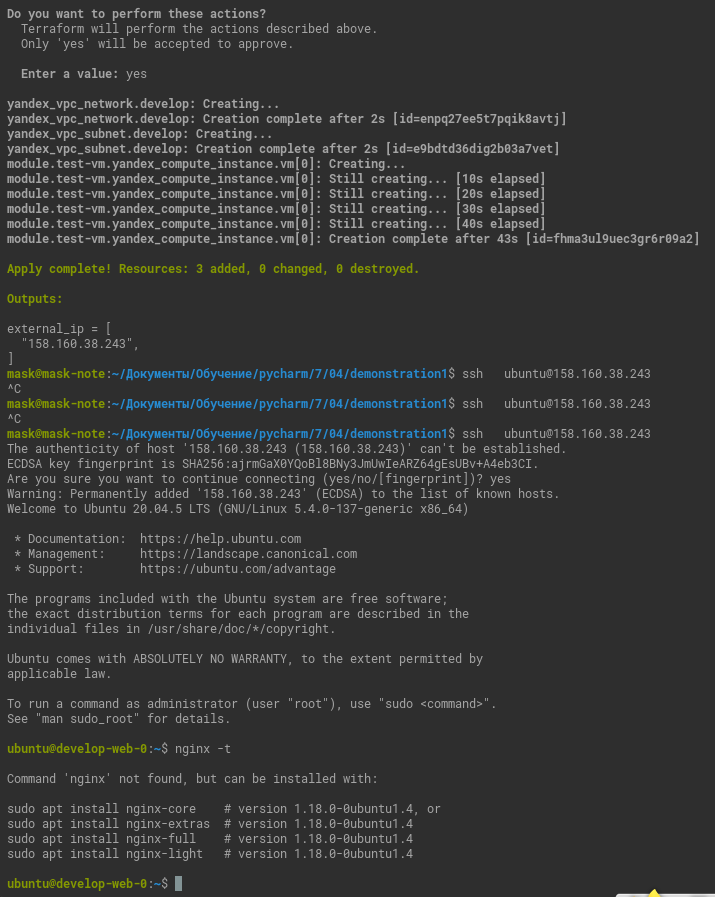 Do you want to perform these actions?
  Terraform will perform the actions described above.
  Only 'yes' will be accepted to approve.

  Enter a value: yes

yandex_vpc_network.develop: Creating...
yandex_vpc_network.develop: Creation complete after 2s [id=enpq27ee5t7pqik8avtj]
yandex_vpc_subnet.develop: Creating...
yandex_vpc_subnet.develop: Creation complete after 2s [id=e9bdtd36dig2b03a7vet]
module.test-vm.yandex_compute_instance.vm[0]: Creating...
module.test-vm.yandex_compute_instance.vm[0]: Still creating... [10s elapsed]
module.test-vm.yandex_compute_instance.vm[0]: Still creating... [20s elapsed]
module.test-vm.yandex_compute_instance.vm[0]: Still creating... [30s elapsed]
module.test-vm.yandex_compute_instance.vm[0]: Still creating... [40s elapsed]
module.test-vm.yandex_compute_instance.vm[0]: Creation complete after 43s [id=fhma3ul9uec3gr6r09a2]

Apply complete! Resources: 3 added, 0 changed, 0 destroyed.

Outputs:

external_ip = [
  "158.160.38.243",
]
mask@mask-note:~/Документы/Обучение/pycharm/7/04/demonstration1$ ssh   ubuntu@158.160.38.243
^C
mask@mask-note:~/Документы/Обучение/pycharm/7/04/demonstration1$ ssh   ubuntu@158.160.38.243
^C
mask@mask-note:~/Документы/Обучение/pycharm/7/04/demonstration1$ ssh   ubuntu@158.160.38.243
The authenticity of host '158.160.38.243 (158.160.38.243)' can't be established.
ECDSA key fingerprint is SHA256:ajrmGaX0YQoBl8BNy3JmUwIeARZ64gEsUBv+A4eb3CI.
Are you sure you want to continue connecting (yes/no/[fingerprint])? yes
Warning: Permanently added '158.160.38.243' (ECDSA) to the list of known hosts.
Welcome to Ubuntu 20.04.5 LTS (GNU/Linux 5.4.0-137-generic x86_64)

 * Documentation:  https://help.ubuntu.com
 * Management:     https://landscape.canonical.com
 * Support:        https://ubuntu.com/advantage

The programs included with the Ubuntu system are free software;
the exact distribution terms for each program are described in the
individual files in /usr/share/doc/*/copyright.

Ubuntu comes with ABSOLUTELY NO WARRANTY, to the extent permitted by
applicable law.

To run a command as administrator (user "root"), use "sudo <command>".
See "man sudo_root" for details.

ubuntu@develop-web-0:~$ nginx -t

Command 'nginx' not found, but can be installed with:

sudo apt install nginx-core    # version 1.18.0-0ubuntu1.4, or
sudo apt install nginx-extras  # version 1.18.0-0ubuntu1.4
sudo apt install nginx-full    # version 1.18.0-0ubuntu1.4
sudo apt install nginx-light   # version 1.18.0-0ubuntu1.4

ubuntu@develop-web-0:~$